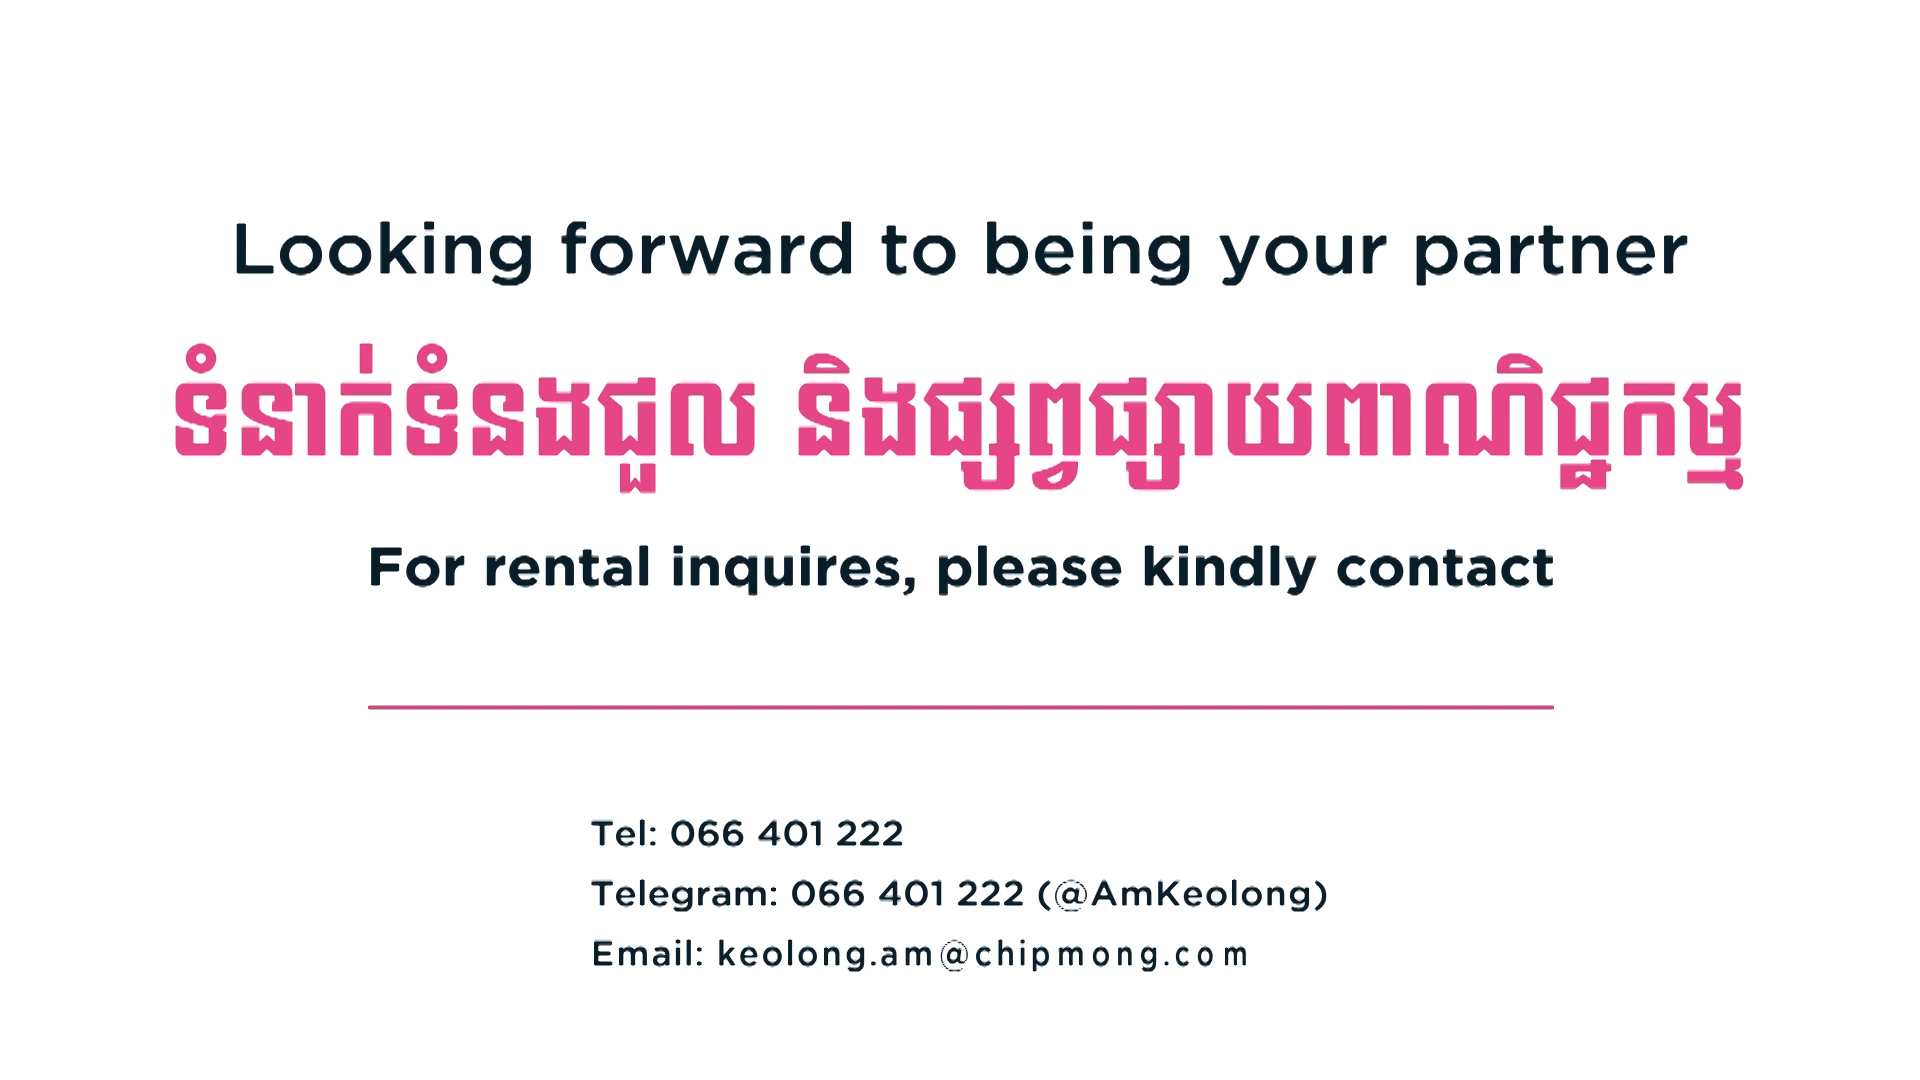 Looking forward to being your partner
ទំនាក់ទំនងជួល និងផ្សព្វផ្សាយពាណិជ្ជកម្ម
For rental inquires, please kindly contact
Tel: 066 401 222
Telegram: 066 401 222 (@AmKeolong)
Email: keolong.am@chipmong.com